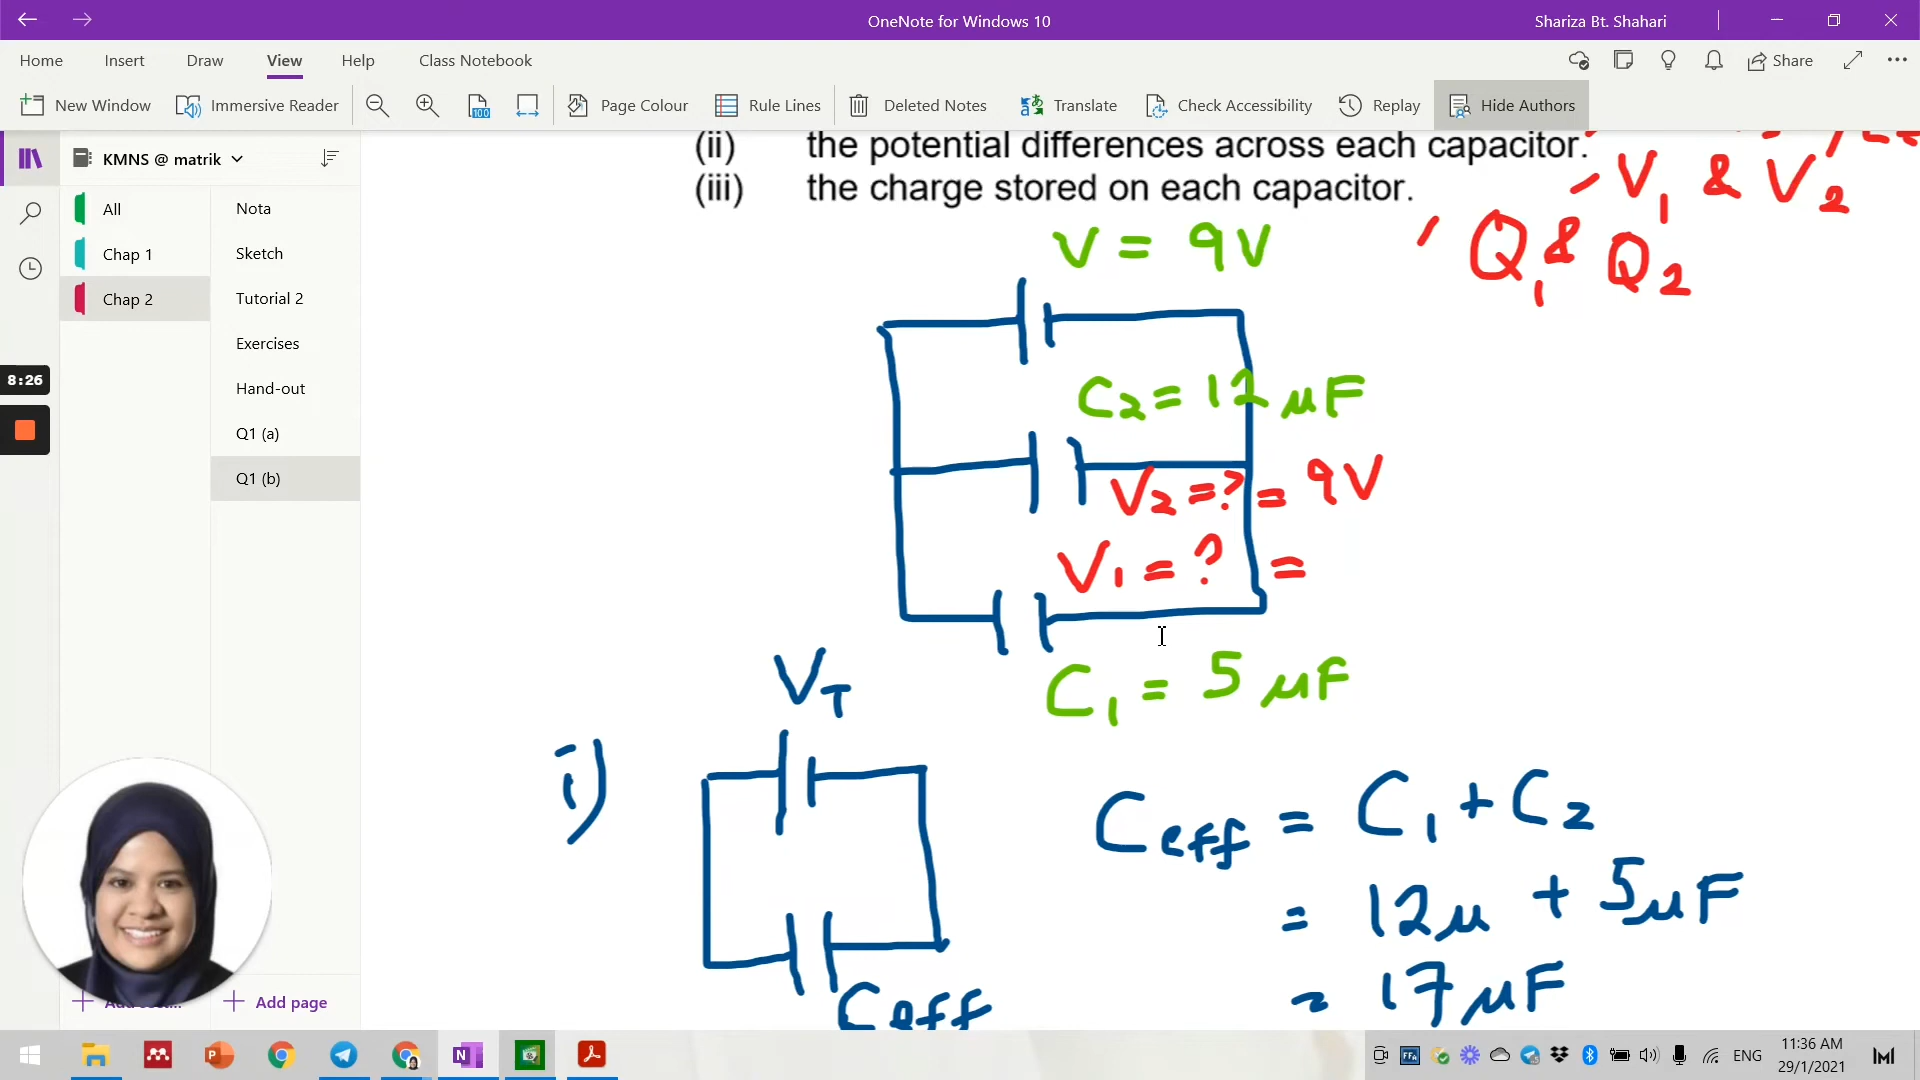 OneNote for Windows 10
Shariza Bt. Shahari
Home Insert Draw View Help Class Notebook Share
New Window Immersive Reader 100 Page Colour Rule Lines Deleted Notes Translate Check Accessibility Replay Hide Authors
KMNS @ matrik
All
Chap 1
Chap 2
Nota
Sketch
Tutorial 2
Exercises
Hand-out
Q1 (a)
Q1 (b)
8:26
Add page
(ii) the potential differences across each capacitor.
(iii) the charge stored on each capacitor.
V1 & V2
Q1 & Q2
V = 9V
C2 = 12 μF
V2 = ? = 9V
V1 = ? =
C1 = 5 μF
VT
i)
Ceff
Ceff = C1 + C2
= 12μ + 5μF
= 17μF
ENG
11:36 AM
29/1/2021